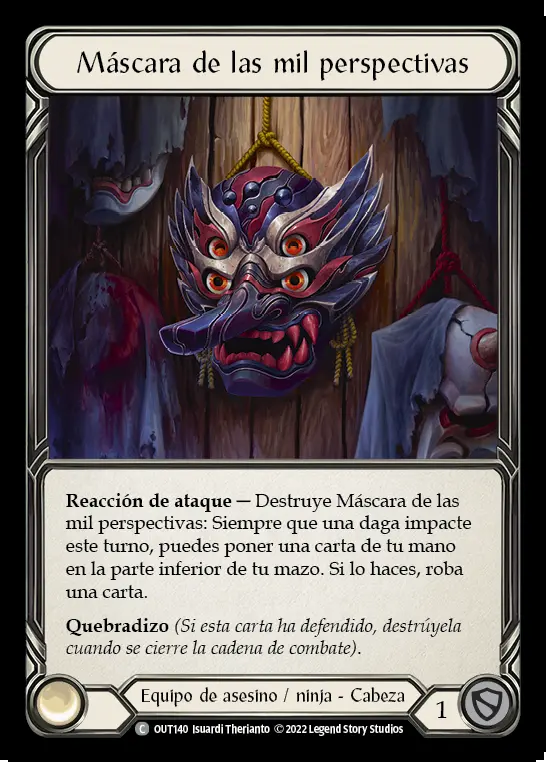 Máscara de las mil perspectivas
Reacción de ataque — Destruye Máscara de las
mil perspectivas: Siempre que una daga impacte
este turno, puedes poner una carta de tu mano
en la parte inferior de tu mazo. Si lo haces, roba
una carta.
Quebradizo (Si esta carta ha defendido, destrúyela
cuando se cierre la cadena de combate).
Equipo de asesino / ninja - Cabeza
1
C OUT140 Isuardi Therianto © 2022 Legend Story Studios